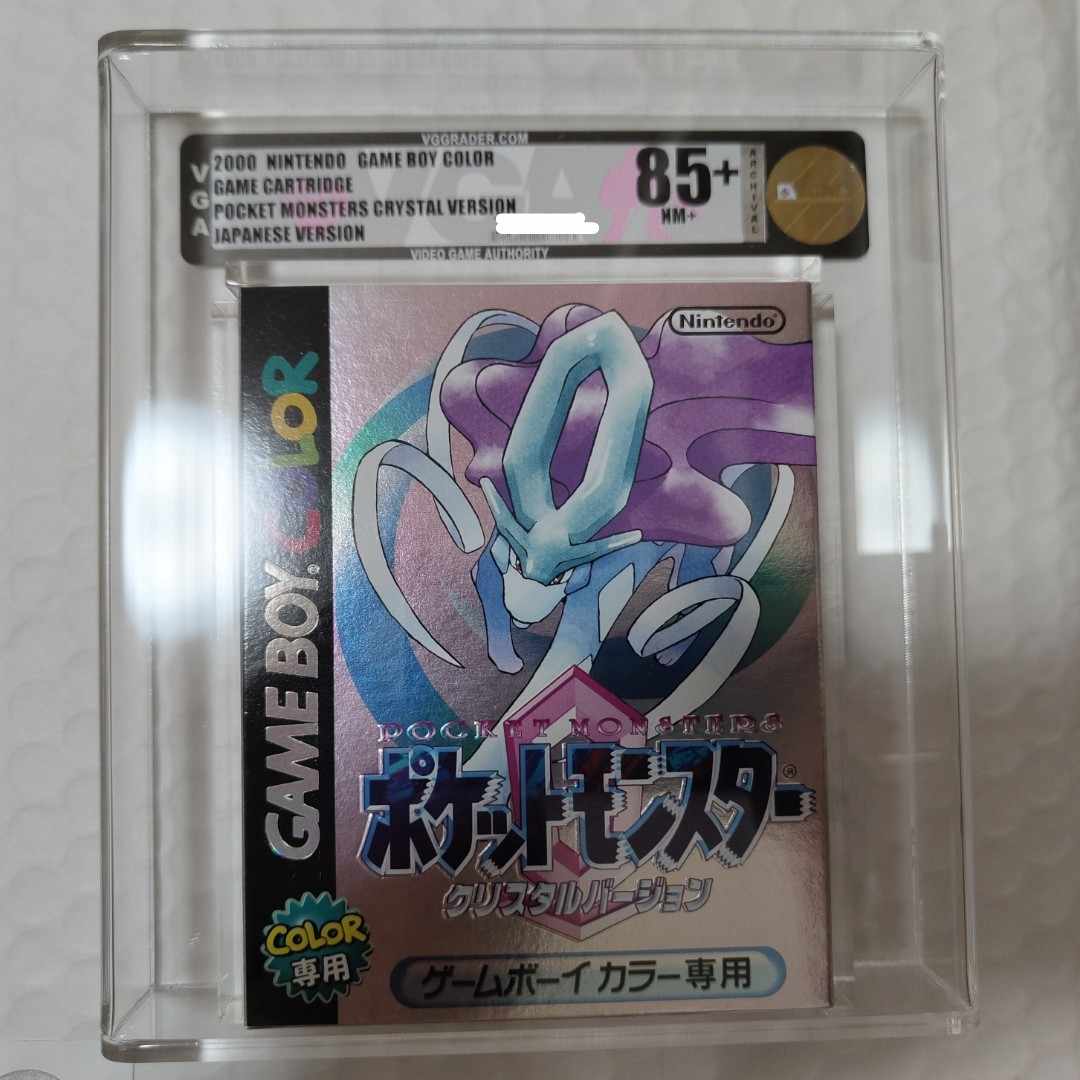 VGGRADER.COM
VGA
2000 NINTENDO GAME BOY COLOR
GAME CARTRIDGE
POCKET MONSTERS CRYSTAL VERSION
JAPANESE VERSION
85+
NM+
ARCHIVAL
VIDEO GAME AUTHORITY
Nintendo
GAME BOY COLOR
POCKET MONSTERS
ポケットモンスター
クリスタルバージョン
COLOR
専用
ゲームボーイ カラー専用